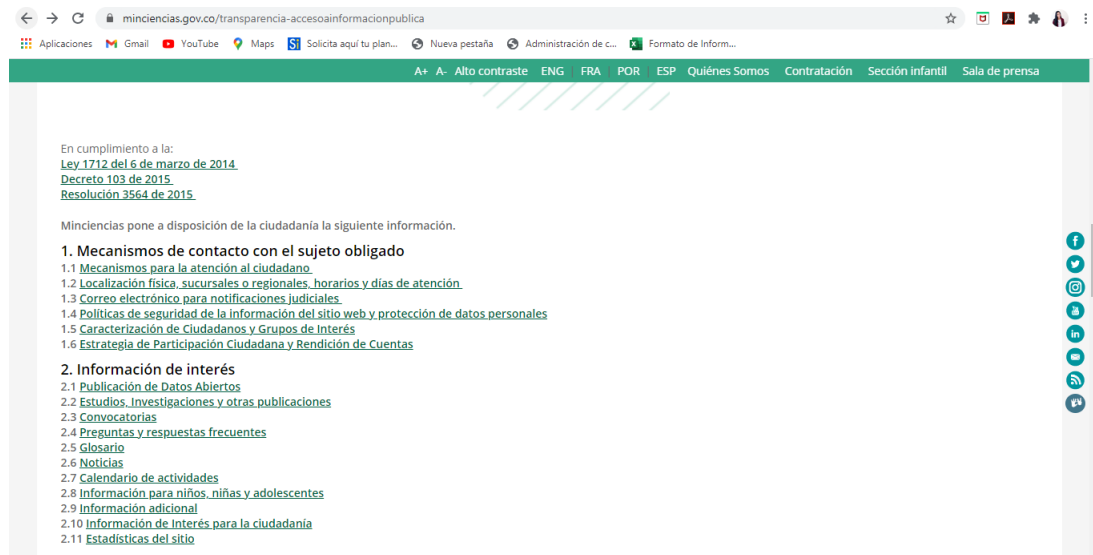 minciencias.gov.co/transparencia-accesoainformacionpublica
Aplicaciones Gmail YouTube Maps Solicita aquí tu plan... Nueva pestaña Administración de c... Formato de Inform...
A+ A- Alto contraste ENG FRA POR ESP Quiénes Somos Contratación Sección infantil Sala de prensa
En cumplimiento a la:
Ley 1712 del 6 de marzo de 2014
Decreto 103 de 2015
Resolución 3564 de 2015
Minciencias pone a disposición de la ciudadanía la siguiente información.
1. Mecanismos de contacto con el sujeto obligado
1.1 Mecanismos para la atención al ciudadano
1.2 Localización física, sucursales o regionales, horarios y días de atención
1.3 Correo electrónico para notificaciones judiciales
1.4 Políticas de seguridad de la información del sitio web y protección de datos personales
1.5 Caracterización de Ciudadanos y Grupos de Interés
1.6 Estrategia de Participación Ciudadana y Rendición de Cuentas
2. Información de interés
2.1 Publicación de Datos Abiertos
2.2 Estudios, Investigaciones y otras publicaciones
2.3 Convocatorias
2.4 Preguntas y respuestas frecuentes
2.5 Glosario
2.6 Noticias
2.7 Calendario de actividades
2.8 Información para niños, niñas y adolescentes
2.9 Información adicional
2.10 Información de Interés para la ciudadanía
2.11 Estadísticas del sitio